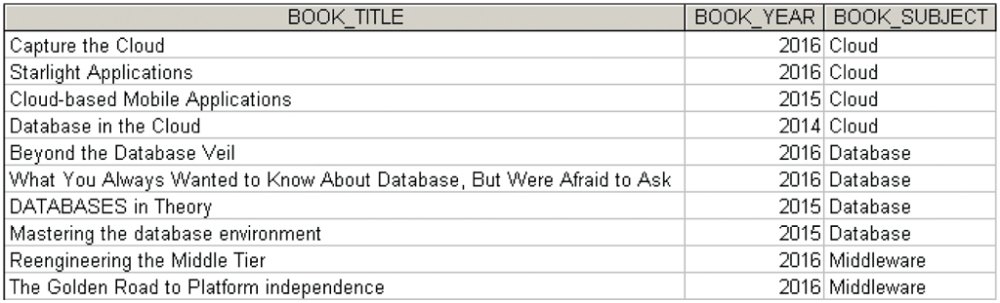 BOOK_TITLE BOOK_YEAR BOOK_SUBJECT
Capture the Cloud 2016 Cloud
Starlight Applications 2016 Cloud
Cloud-based Mobile Applications 2015 Cloud
Database in the Cloud 2014 Cloud
Beyond the Database Veil 2016 Database
What You Always Wanted to Know About Database, But Were Afraid to Ask 2016 Database
DATABASES in Theory 2015 Database
Mastering the database environment 2015 Database
Reengineering the Middle Tier 2016 Middleware
The Golden Road to Platform independence 2016 Middleware